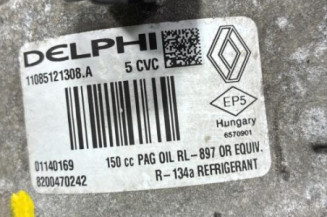 DELPHI
5 CVC
11085121308.A
EP5
Hungary
6570901
01140169
8200470242
150 cc PAG OIL RL-897 OR EQUIV.
R-134a REFRIGERANT